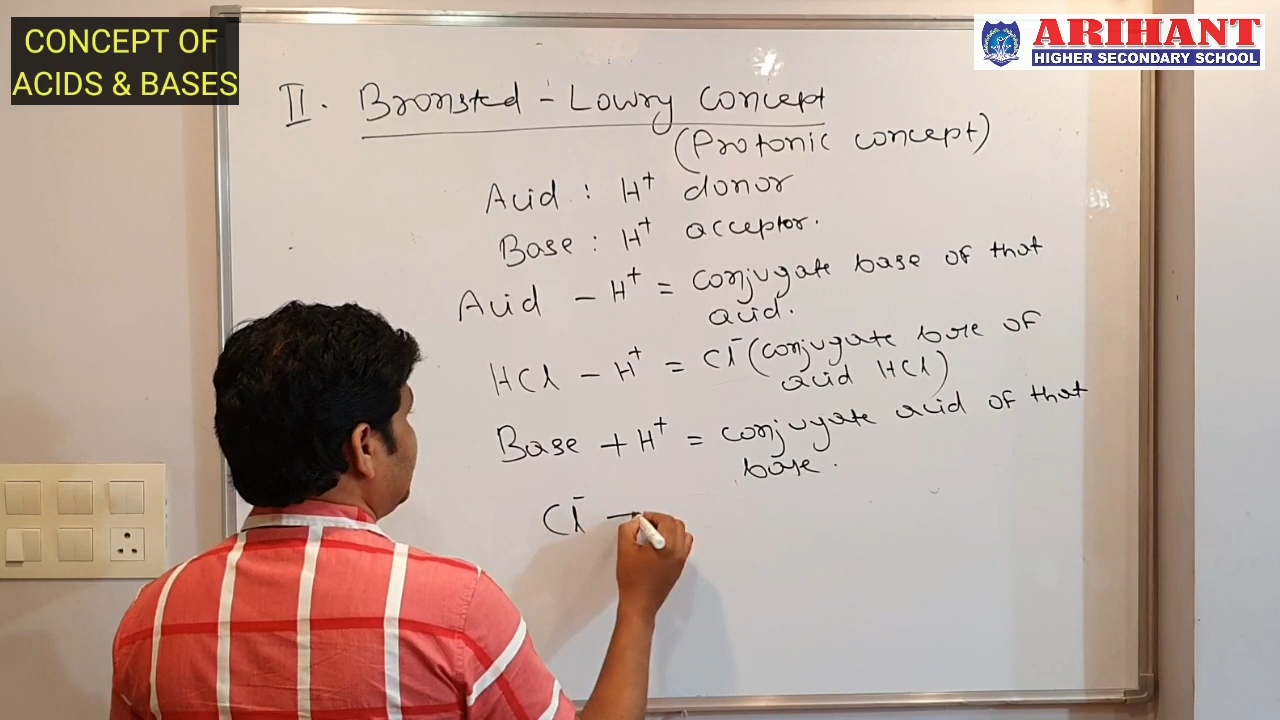 CONCEPT OF
ACIDS & BASES
ARIHANT
HIGHER SECONDARY SCHOOL
II. Bronsted - Lowry Concept
(Protonic concept)
Acid : H⁺ donor
Base : H⁺ acceptor.
Acid - H⁺ = conjugate base of that
acid.
HCl - H⁺ = Cl⁻ (conjugate base of
acid HCl)
Base + H⁺ = conjugate acid of that
base.
Cl⁻